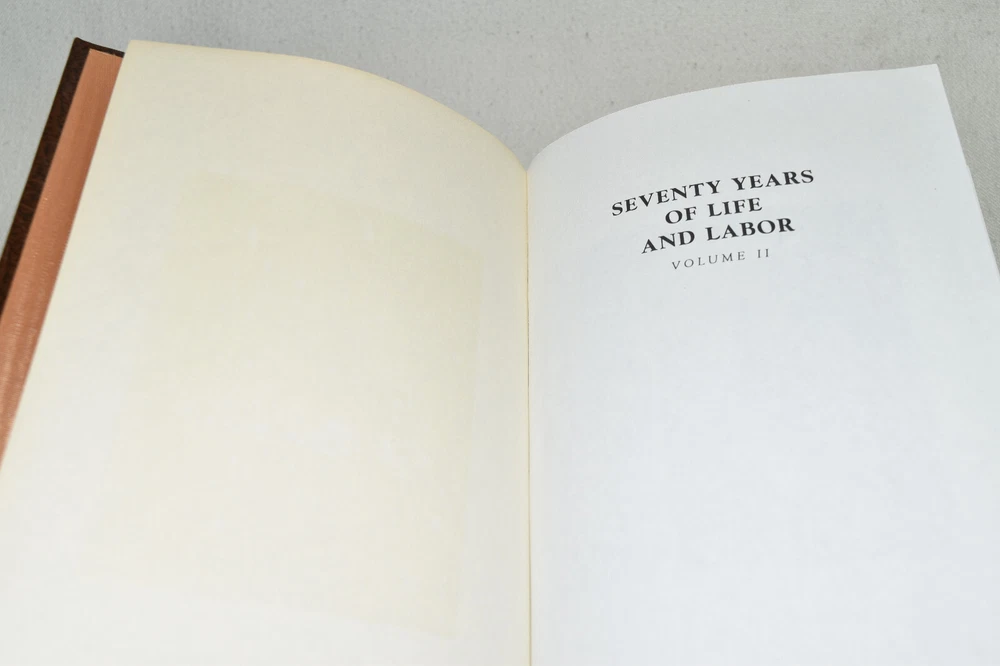 SEVENTY YEARS
OF LIFE
AND LABOR
VOLUME II